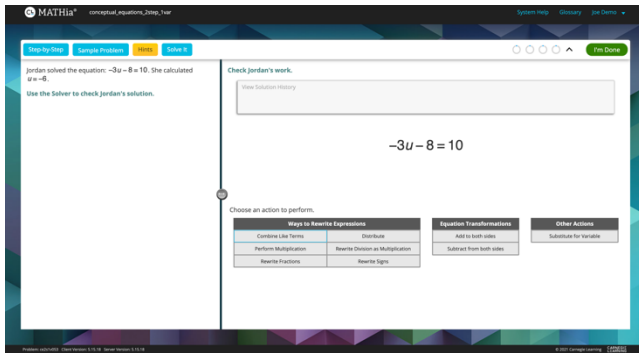 MATHia® conceptual_equations_2step_1var System Help Glossary Joe Demo
Step-by-Step Sample Problem Hints Solve It I'm Done
Jordan solved the equation: −3u − 8 = 10. She calculated
u = −6.
Use the Solver to check Jordan's solution.
Check Jordan's work.
View Solution History
−3u − 8 = 10
Choose an action to perform.
Ways to Rewrite Expressions
Combine Like Terms Distribute
Perform Multiplication Rewrite Division as Multiplication
Rewrite Fractions Rewrite Signs
Equation Transformations
Add to both sides
Subtract from both sides
Other Actions
Substitute for Variable
© 2021 Carnegie Learning